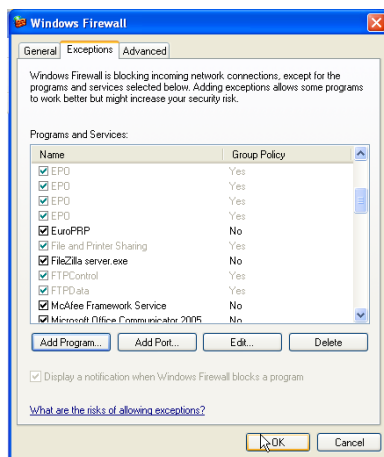 Windows Firewall
General Exceptions Advanced
Windows Firewall is blocking incoming network connections, except for the
programs and services selected below. Adding exceptions allows some programs
to work better but might increase your security risk.
Programs and Services:
Name Group Policy
EPO Yes
EPO Yes
EPO Yes
EPO Yes
EuroPRP No
File and Printer Sharing Yes
FileZilla server.exe No
FTPControl Yes
FTPData Yes
McAfee Framework Service No
Microsoft Office Communicator 2005 No
Add Program... Add Port... Edit... Delete
Display a notification when Windows Firewall blocks a program
What are the risks of allowing exceptions?
OK Cancel